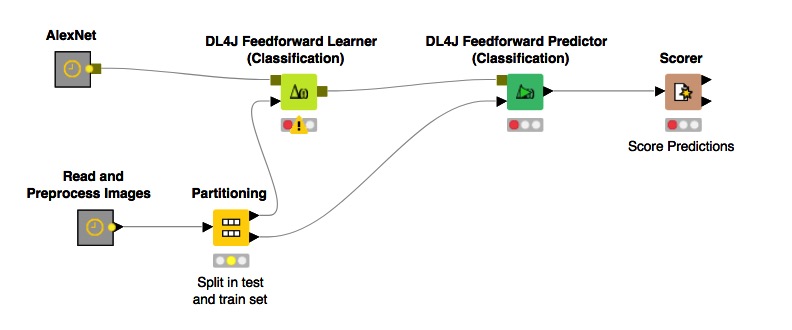 AlexNet
DL4J Feedforward Learner
(Classification)
DL4J Feedforward Predictor
(Classification)
Scorer
Score Predictions
Read and
Preprocess Images
Partitioning
Split in test
and train set